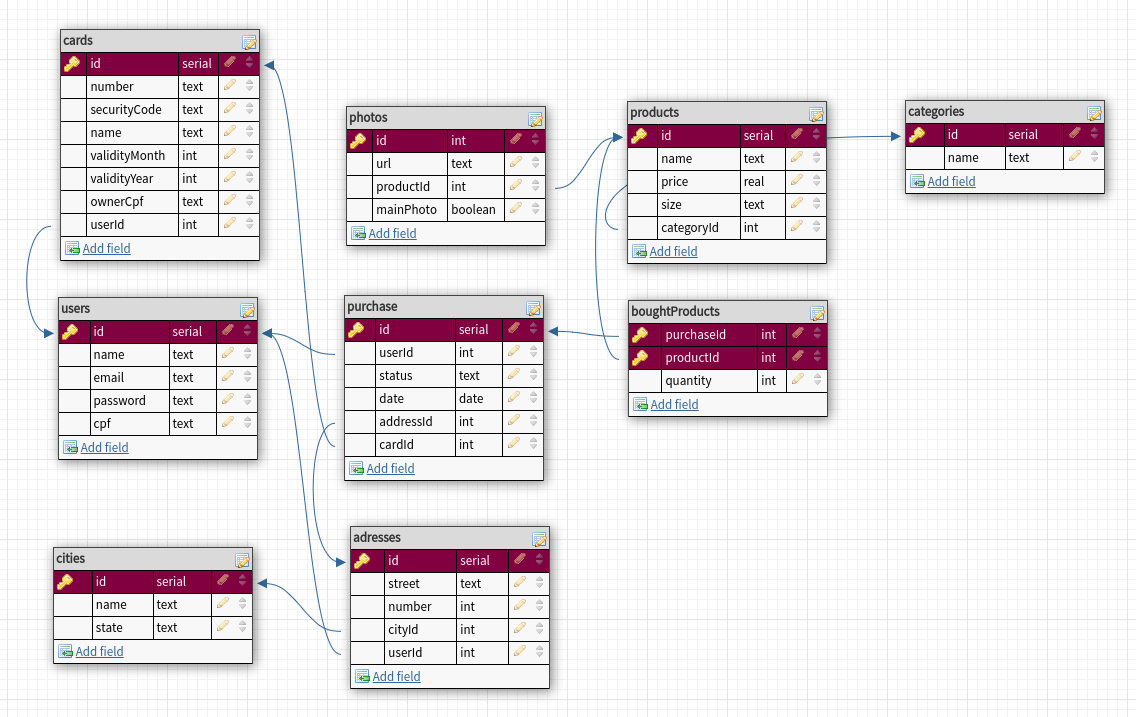 cards
id serial
number text
securityCode text
name text
validityMonth int
validityYear int
ownerCpf text
userId int
Add field
photos
id int
url text
productId int
mainPhoto boolean
Add field
products
id serial
name text
price real
size text
categoryId int
Add field
categories
id serial
name text
Add field
users
id serial
name text
email text
password text
cpf text
Add field
purchase
id serial
userId int
status text
date date
addressId int
cardId int
Add field
boughtProducts
purchaseId int
productId int
quantity int
Add field
cities
id serial
name text
state text
Add field
adresses
id serial
street text
number int
cityId int
userId int
Add field